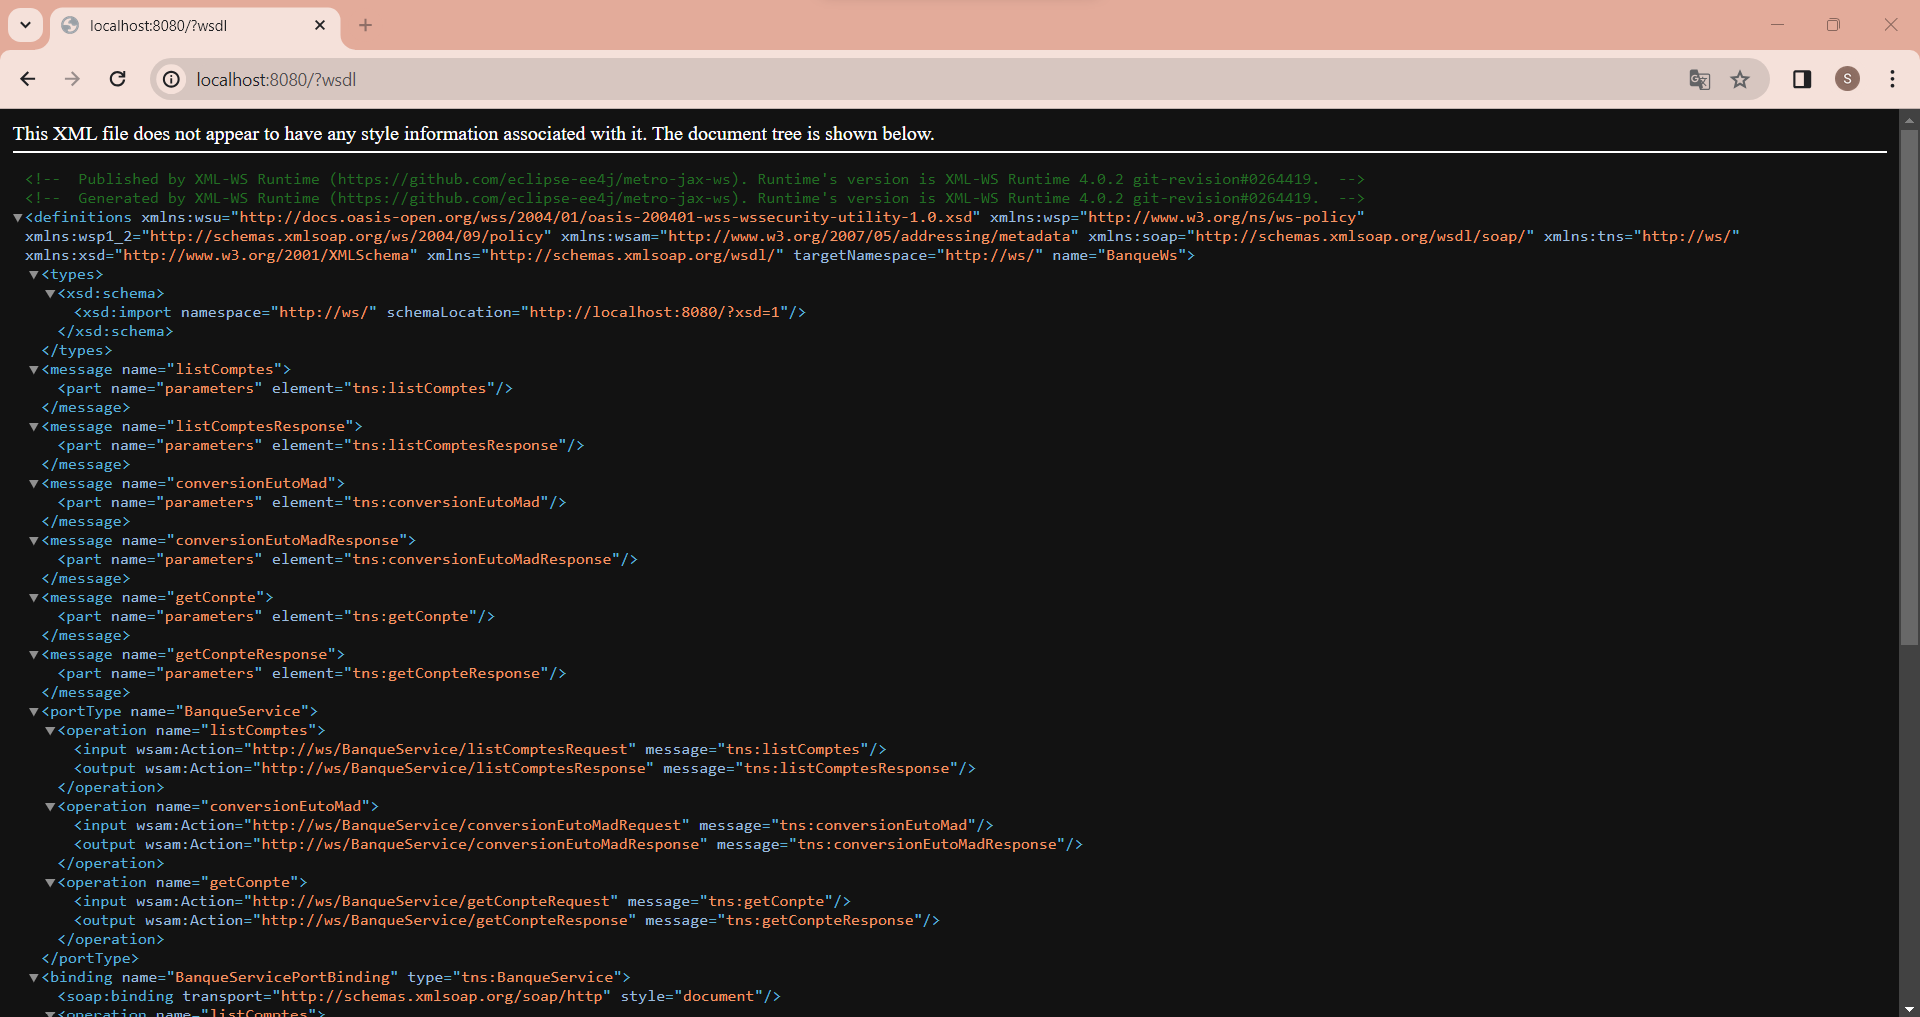 localhost:8080/?wsdl
localhost:8080/?wsdl
S
This XML file does not appear to have any style information associated with it. The document tree is shown below.
<!--  Published by XML-WS Runtime (https://github.com/eclipse-ee4j/metro-jax-ws). Runtime's version is XML-WS Runtime 4.0.2 git-revision#0264419.  -->
<!--  Generated by XML-WS Runtime (https://github.com/eclipse-ee4j/metro-jax-ws). Runtime's version is XML-WS Runtime 4.0.2 git-revision#0264419.  -->
▼<definitions xmlns:wsu="http://docs.oasis-open.org/wss/2004/01/oasis-200401-wss-wssecurity-utility-1.0.xsd" xmlns:wsp="http://www.w3.org/ns/ws-policy"
xmlns:wsp1_2="http://schemas.xmlsoap.org/ws/2004/09/policy" xmlns:wsam="http://www.w3.org/2007/05/addressing/metadata" xmlns:soap="http://schemas.xmlsoap.org/wsdl/soap/" xmlns:tns="http://ws/"
xmlns:xsd="http://www.w3.org/2001/XMLSchema" xmlns="http://schemas.xmlsoap.org/wsdl/" targetNamespace="http://ws/" name="BanqueWs">
▼<types>
▼<xsd:schema>
<xsd:import namespace="http://ws/" schemaLocation="http://localhost:8080/?xsd=1"/>
</xsd:schema>
</types>
▼<message name="listComptes">
<part name="parameters" element="tns:listComptes"/>
</message>
▼<message name="listComptesResponse">
<part name="parameters" element="tns:listComptesResponse"/>
</message>
▼<message name="conversionEutoMad">
<part name="parameters" element="tns:conversionEutoMad"/>
</message>
▼<message name="conversionEutoMadResponse">
<part name="parameters" element="tns:conversionEutoMadResponse"/>
</message>
▼<message name="getConpte">
<part name="parameters" element="tns:getConpte"/>
</message>
▼<message name="getConpteResponse">
<part name="parameters" element="tns:getConpteResponse"/>
</message>
▼<portType name="BanqueService">
▼<operation name="listComptes">
<input wsam:Action="http://ws/BanqueService/listComptesRequest" message="tns:listComptes"/>
<output wsam:Action="http://ws/BanqueService/listComptesResponse" message="tns:listComptesResponse"/>
</operation>
▼<operation name="conversionEutoMad">
<input wsam:Action="http://ws/BanqueService/conversionEutoMadRequest" message="tns:conversionEutoMad"/>
<output wsam:Action="http://ws/BanqueService/conversionEutoMadResponse" message="tns:conversionEutoMadResponse"/>
</operation>
▼<operation name="getConpte">
<input wsam:Action="http://ws/BanqueService/getConpteRequest" message="tns:getConpte"/>
<output wsam:Action="http://ws/BanqueService/getConpteResponse" message="tns:getConpteResponse"/>
</operation>
</portType>
▼<binding name="BanqueServicePortBinding" type="tns:BanqueService">
<soap:binding transport="http://schemas.xmlsoap.org/soap/http" style="document"/>
▼<operation name="listComptes">